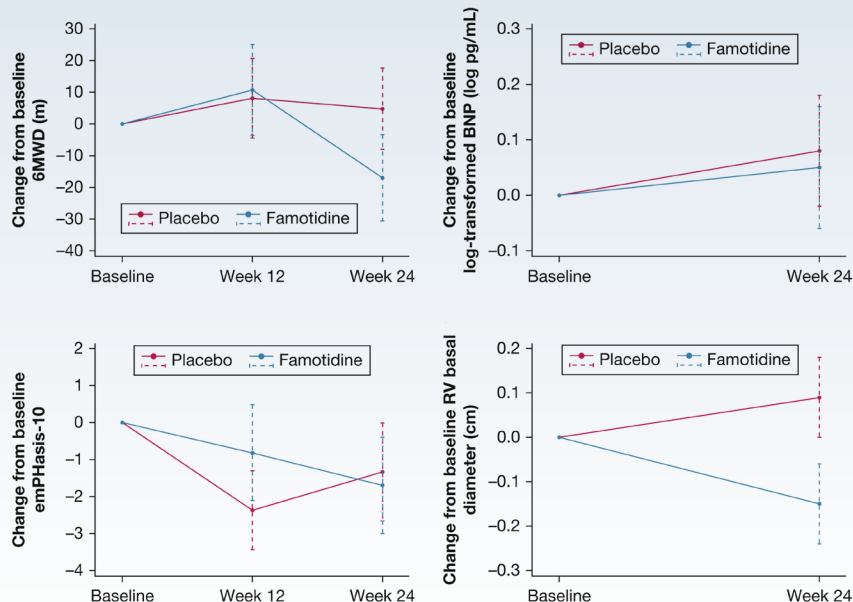 Change from baseline
6MWD (m)
30
20
10
0
–10
–20
–30
–40
Placebo
Famotidine
Baseline
Week 12
Week 24
Change from baseline
log-transformed BNP (log pg/mL)
0.3
0.2
0.1
0.0
–0.1
Placebo
Famotidine
Baseline
Week 24
Change from baseline
emPHasis-10
2
1
0
–1
–2
–3
–4
Placebo
Famotidine
Baseline
Week 12
Week 24
Change from baseline RV basal
diameter (cm)
0.2
0.1
0.0
–0.1
–0.2
–0.3
Placebo
Famotidine
Baseline
Week 24